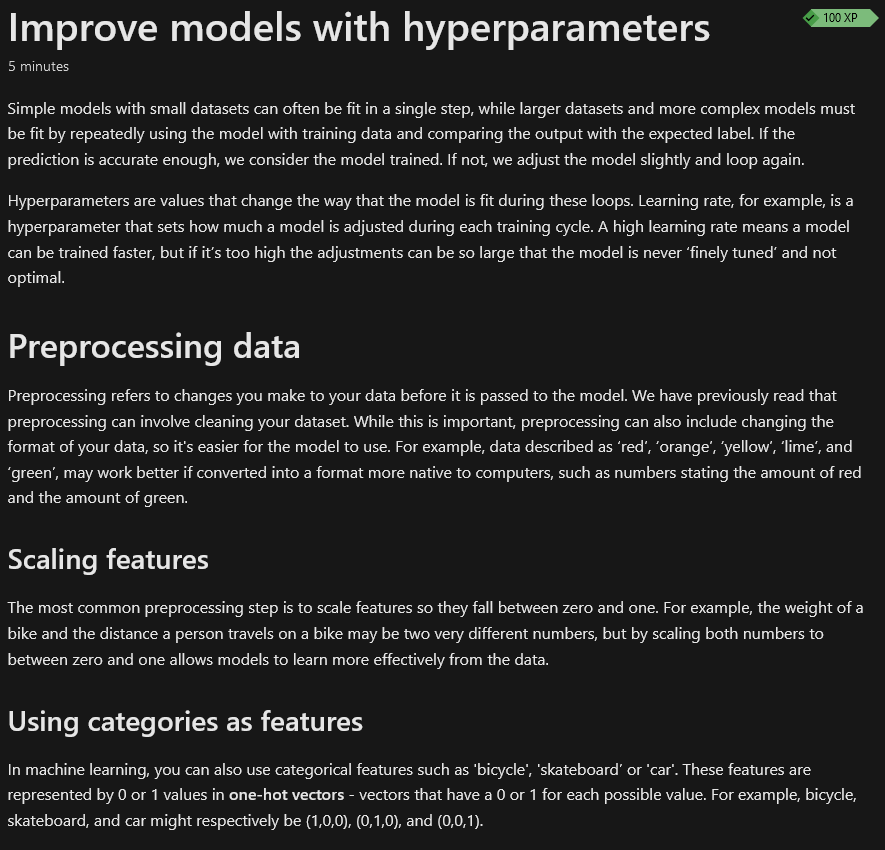 Improve models with hyperparameters
100 XP
5 minutes
Simple models with small datasets can often be fit in a single step, while larger datasets and more complex models must
be fit by repeatedly using the model with training data and comparing the output with the expected label. If the
prediction is accurate enough, we consider the model trained. If not, we adjust the model slightly and loop again.
Hyperparameters are values that change the way that the model is fit during these loops. Learning rate, for example, is a
hyperparameter that sets how much a model is adjusted during each training cycle. A high learning rate means a model
can be trained faster, but if it’s too high the adjustments can be so large that the model is never ‘finely tuned’ and not
optimal.
Preprocessing data
Preprocessing refers to changes you make to your data before it is passed to the model. We have previously read that
preprocessing can involve cleaning your dataset. While this is important, preprocessing can also include changing the
format of your data, so it's easier for the model to use. For example, data described as ‘red’, ‘orange’, ‘yellow’, ‘lime’, and
‘green’, may work better if converted into a format more native to computers, such as numbers stating the amount of red
and the amount of green.
Scaling features
The most common preprocessing step is to scale features so they fall between zero and one. For example, the weight of a
bike and the distance a person travels on a bike may be two very different numbers, but by scaling both numbers to
between zero and one allows models to learn more effectively from the data.
Using categories as features
In machine learning, you can also use categorical features such as 'bicycle', 'skateboard’ or 'car'. These features are
represented by 0 or 1 values in one-hot vectors - vectors that have a 0 or 1 for each possible value. For example, bicycle,
skateboard, and car might respectively be (1,0,0), (0,1,0), and (0,0,1).